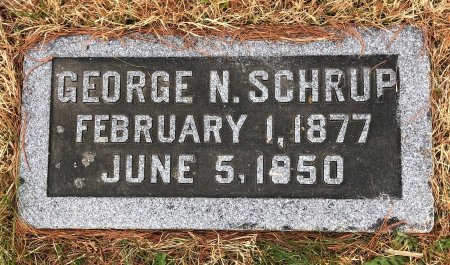 GEORGE N. SCHRUP
FEBRUARY 1, 1877
JUNE 5, 1950